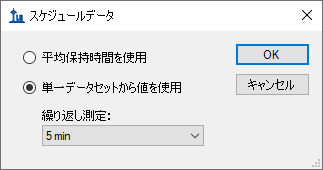 スケジュールデータ
平均保持時間を使用
単一データセットから値を使用
繰り返し測定:
5 min
OK
キャンセル